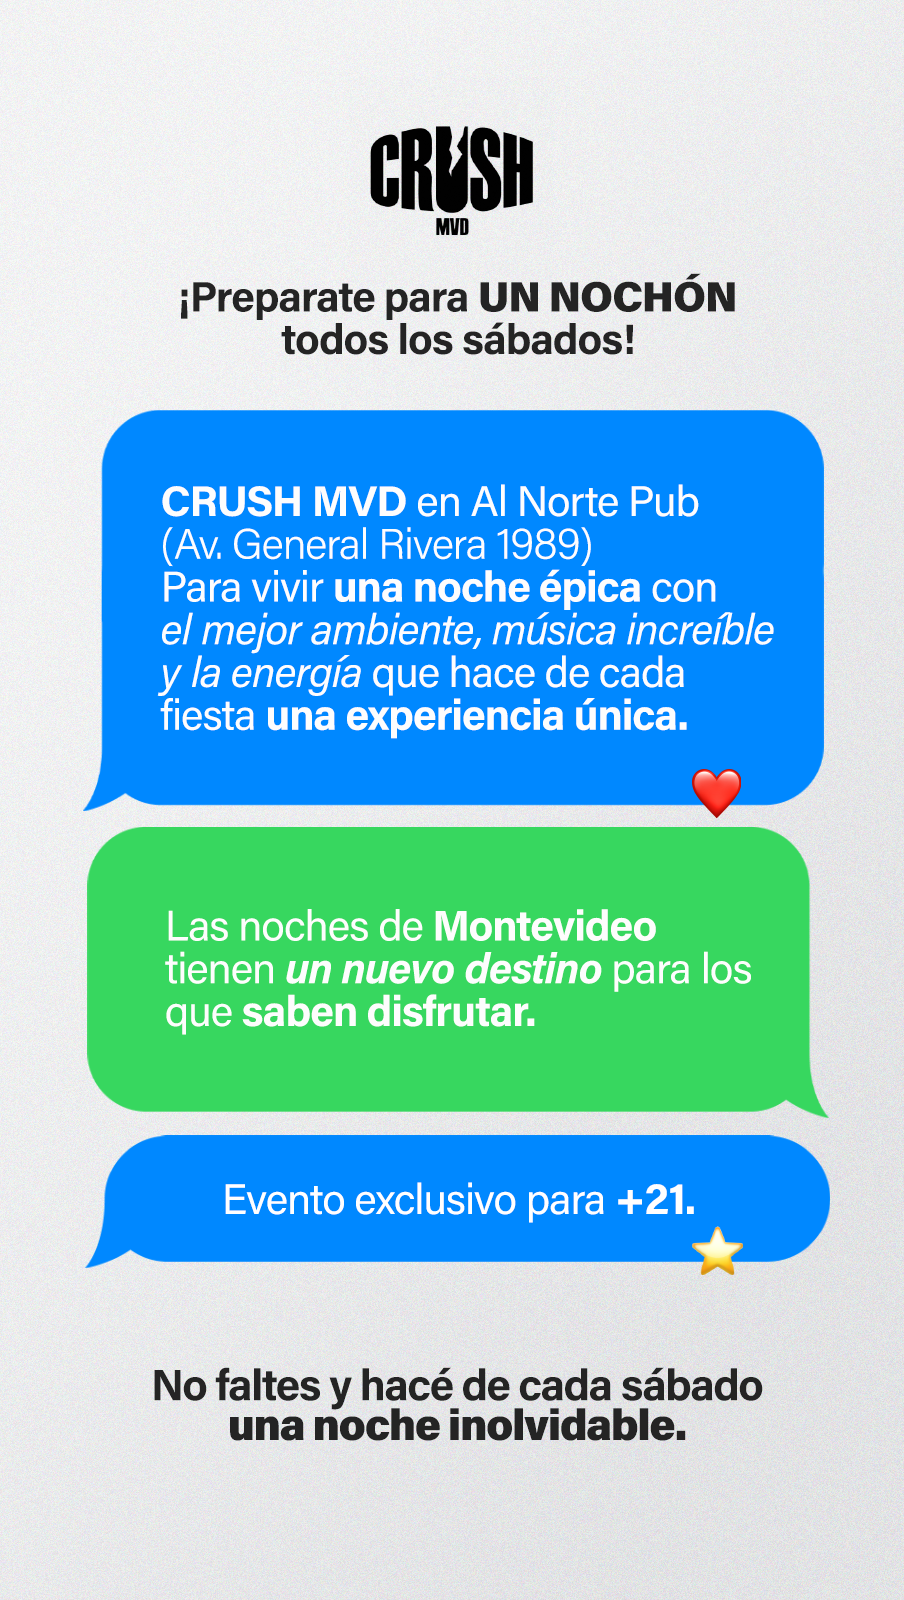 CRUSH
MVD
¡Preparate para UN NOCHÓN
todos los sábados!
CRUSH MVD en Al Norte Pub
(Av. General Rivera 1989)
Para vivir una noche épica con
el mejor ambiente, música increíble
y la energía que hace de cada
fiesta una experiencia única.
Las noches de Montevideo
tienen un nuevo destino para los
que saben disfrutar.
Evento exclusivo para +21.
No faltes y hacé de cada sábado
una noche inolvidable.